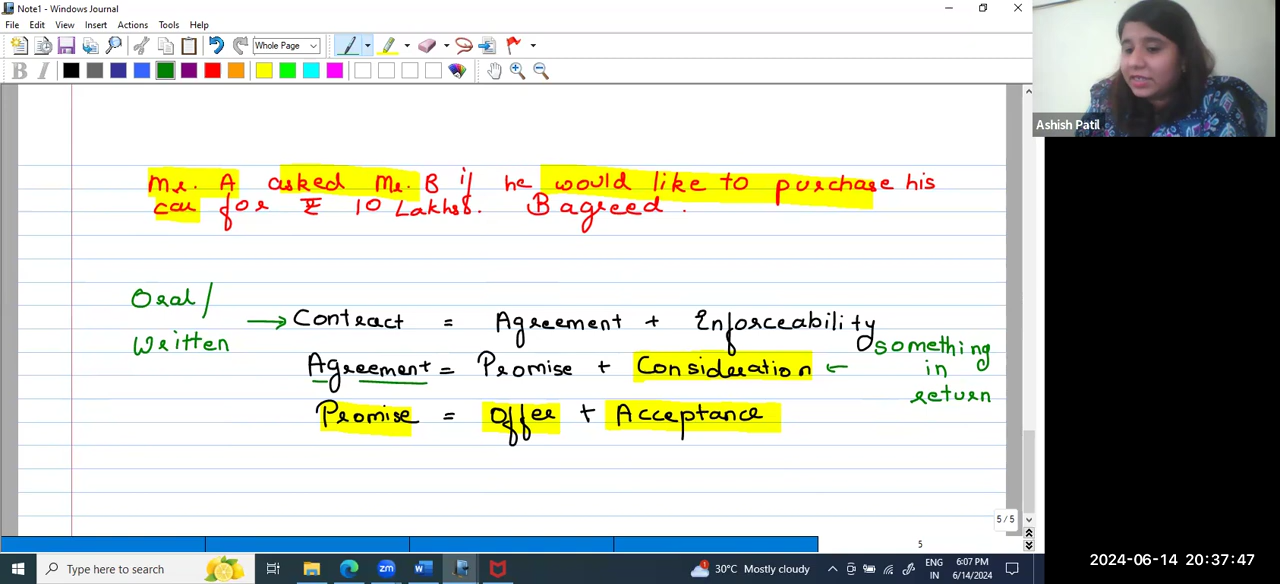 Note1 - Windows Journal
File Edit View Insert Actions Tools Help
Whole Page
B I
Ashish Patil
Mr. A asked Mr. B if he would like to purchase his
car for ₹ 10 Lakhs. B agreed.
Oral/
Written
→ Contract = Agreement + Enforceability
Agreement = Promise + Consideration ←
something
in
return
Promise = Offer + Acceptance
5 / 5
5
Type here to search
zm
W
30°C Mostly cloudy
ENG
IN
6:07 PM
6/14/2024
2024-06-14 20:37:47